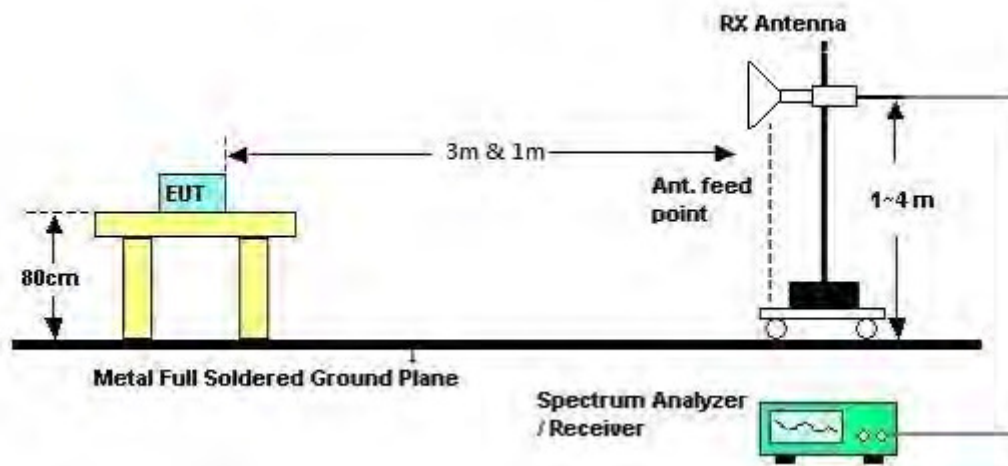 RX Antenna
3m & 1m
EUT
Ant. feed
point
1~4 m
80cm
Metal Full Soldered Ground Plane
Spectrum Analyzer
/ Receiver